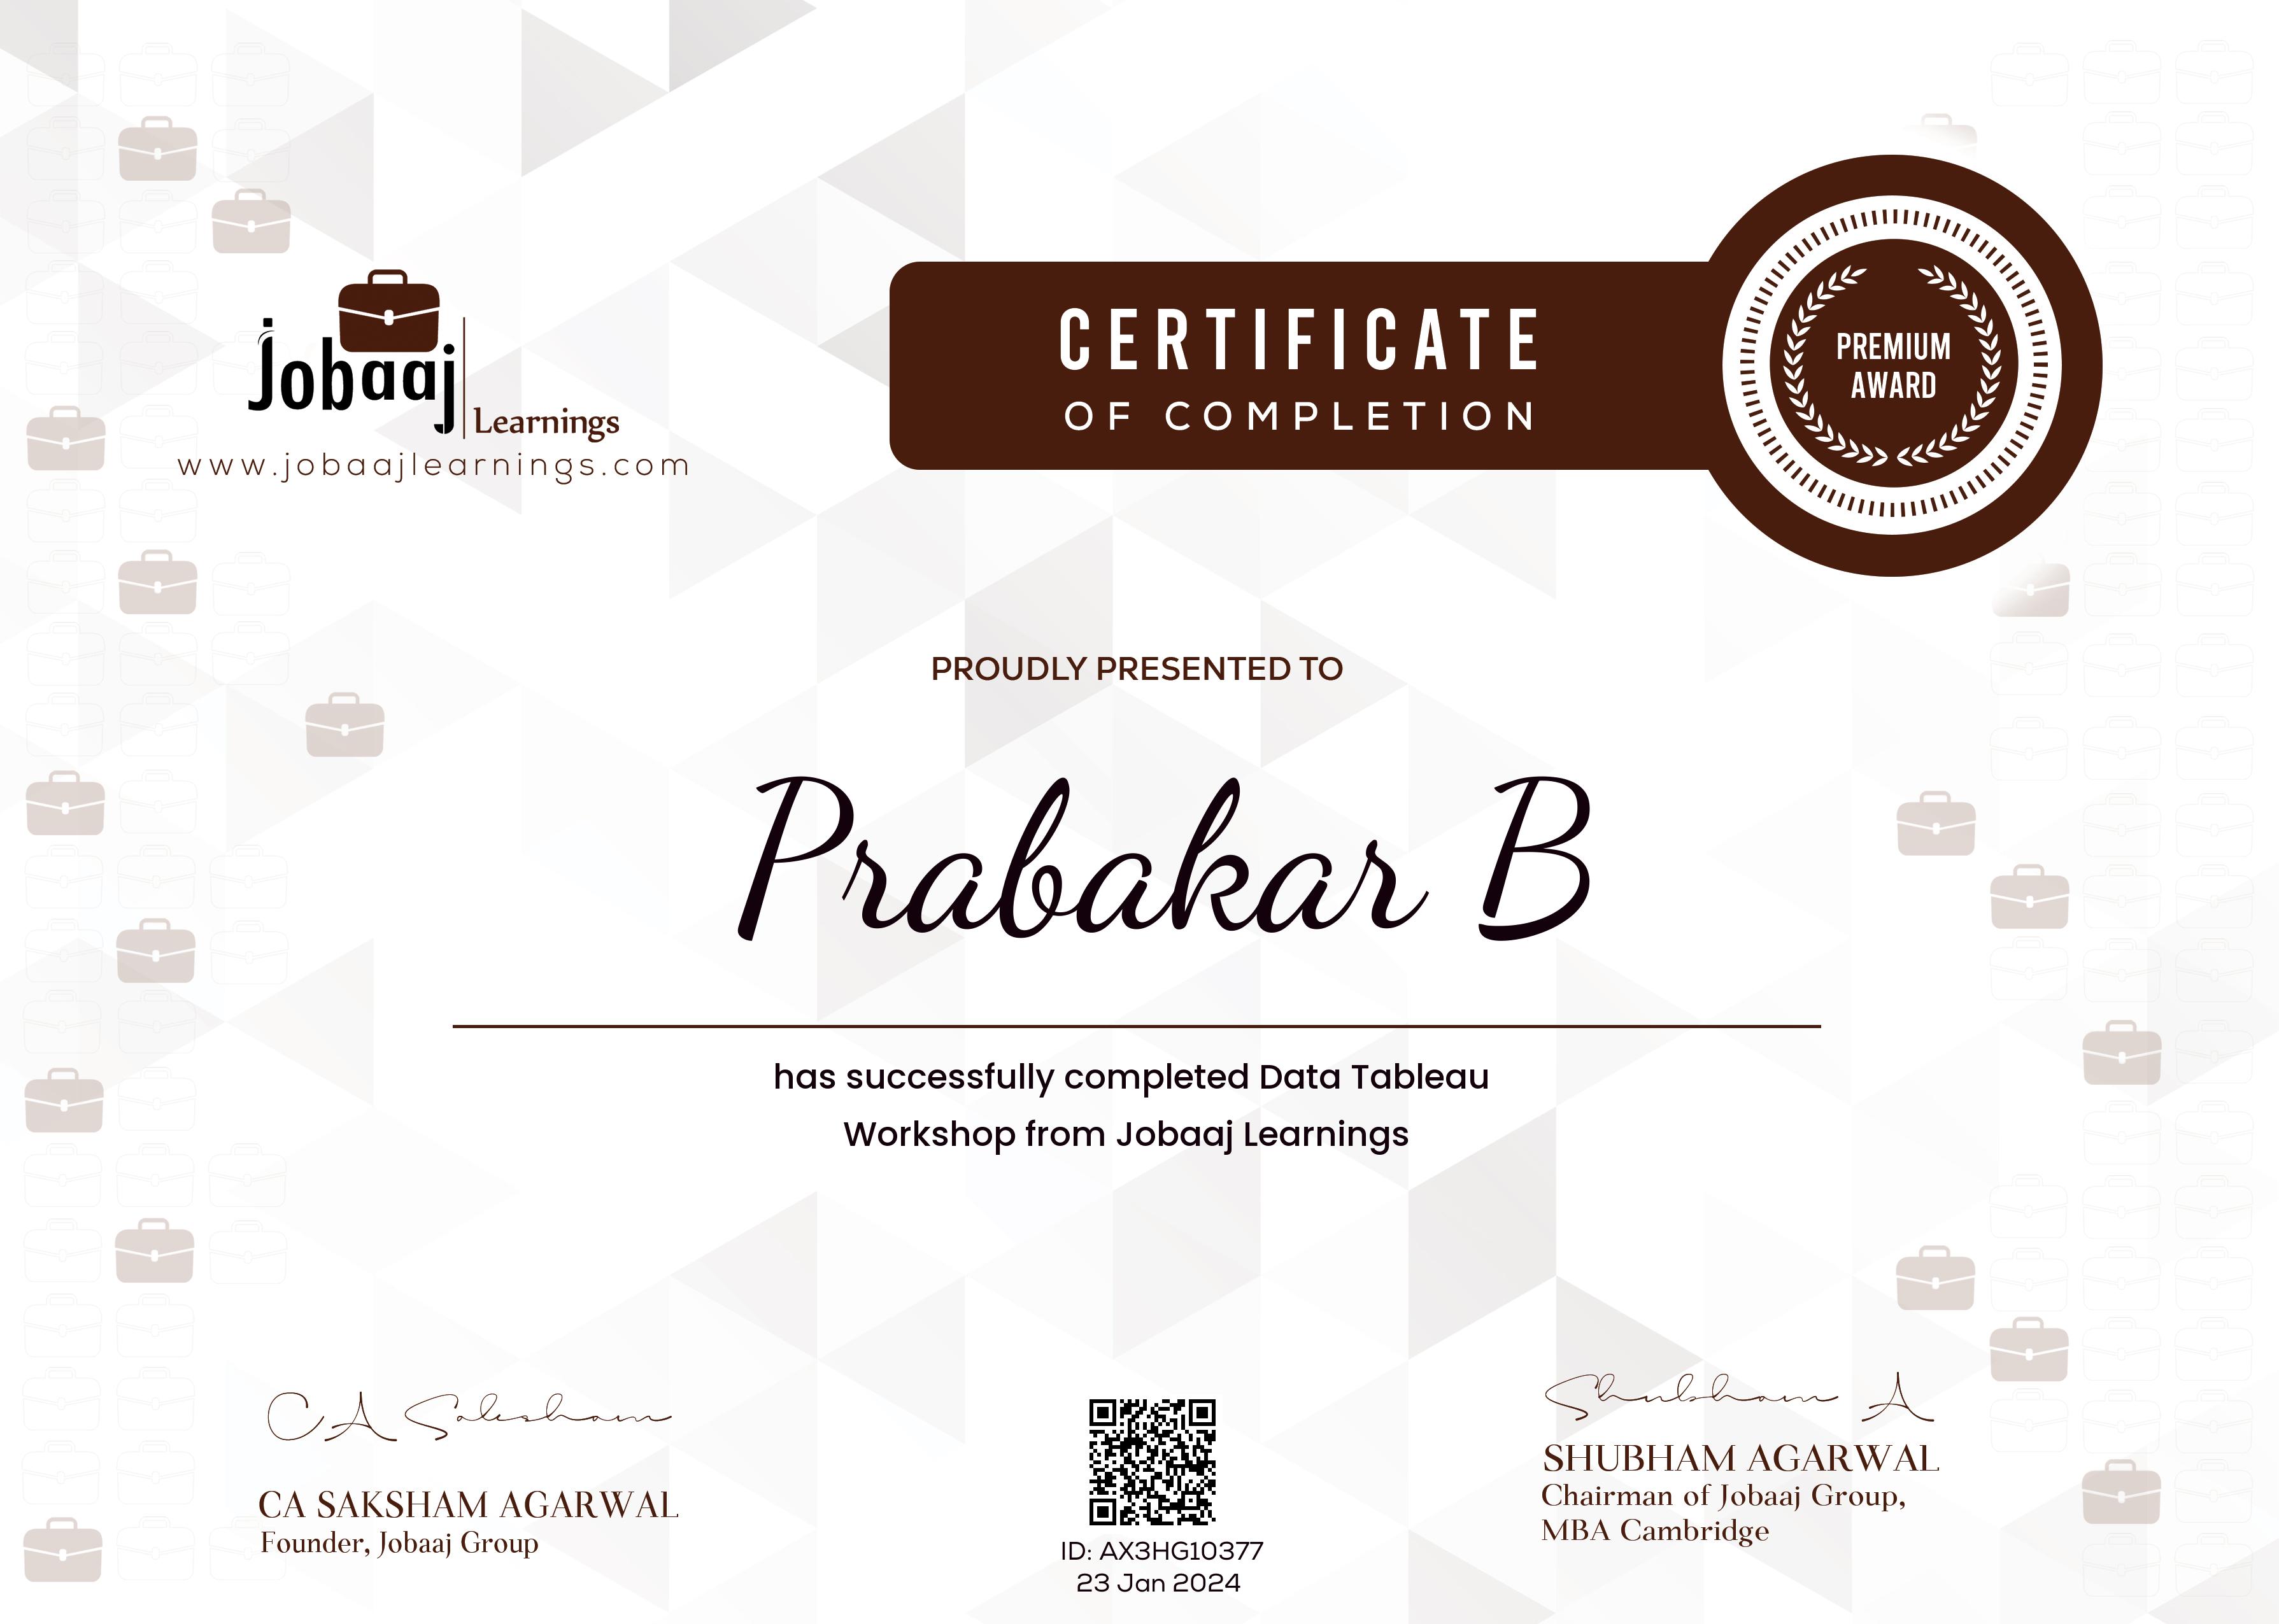 Jobaaj
Learnings
www.jobaajlearnings.com
CERTIFICATE
OF COMPLETION
PREMIUM
AWARD
PROUDLY PRESENTED TO
Prabakar B
has successfully completed Data Tableau
Workshop from Jobaaj Learnings
CA Saksham
CA SAKSHAM AGARWAL
Founder, Jobaaj Group
ID: AX3HG10377
23 Jan 2024
Shubham A
SHUBHAM AGARWAL
Chairman of Jobaaj Group,
MBA Cambridge